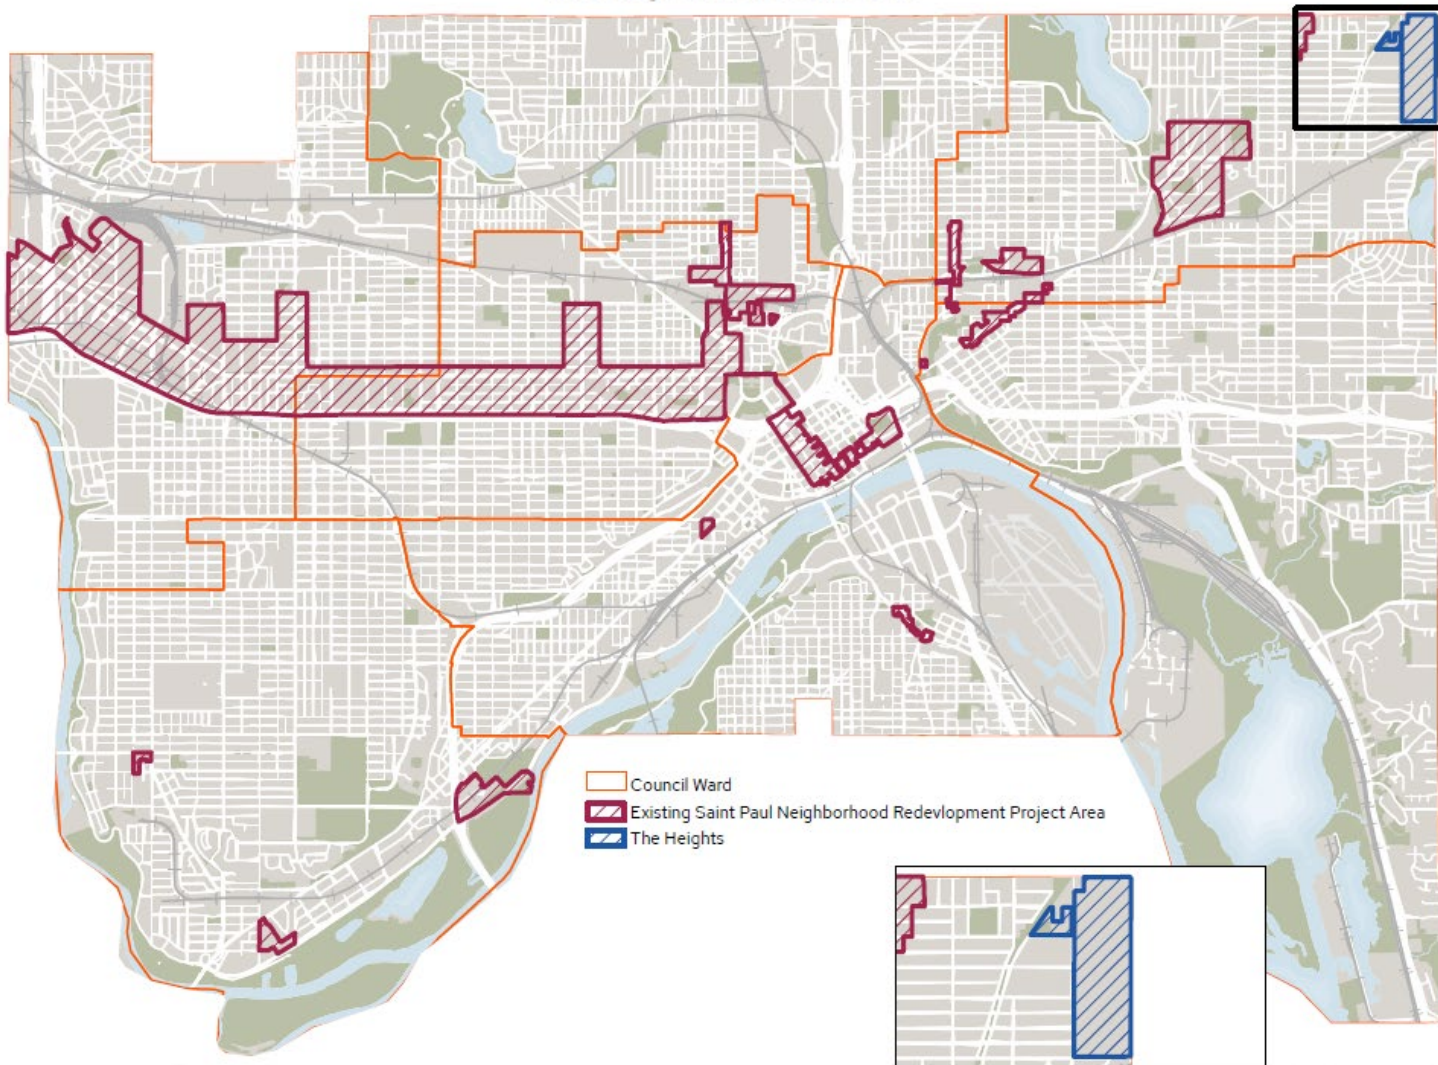 Council Ward
Existing Saint Paul Neighborhood Redevlopment Project Area
The Heights